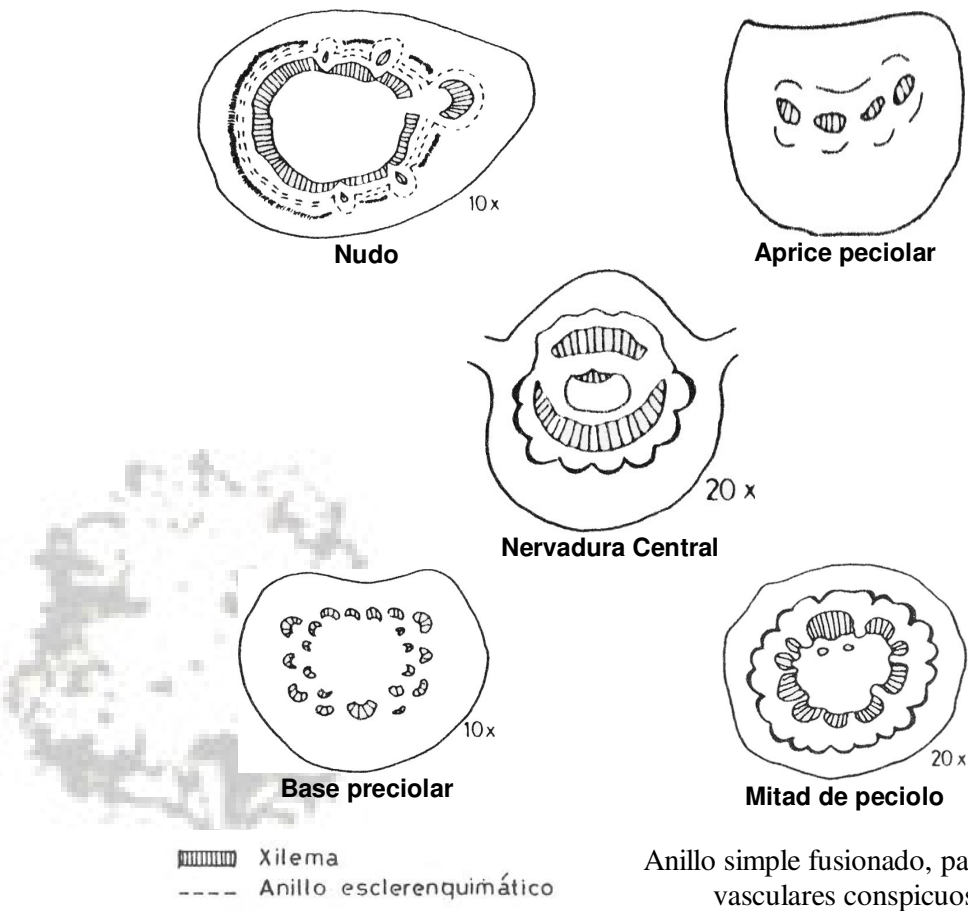 10 x
Nudo
Aprice peciolar
20 x
Nervadura Central
10 x
Base preciolar
20 x
Mitad de peciolo
Xilema
Anillo esclerenquimático
Anillo simple fusionado, pa
vasculares conspicuos